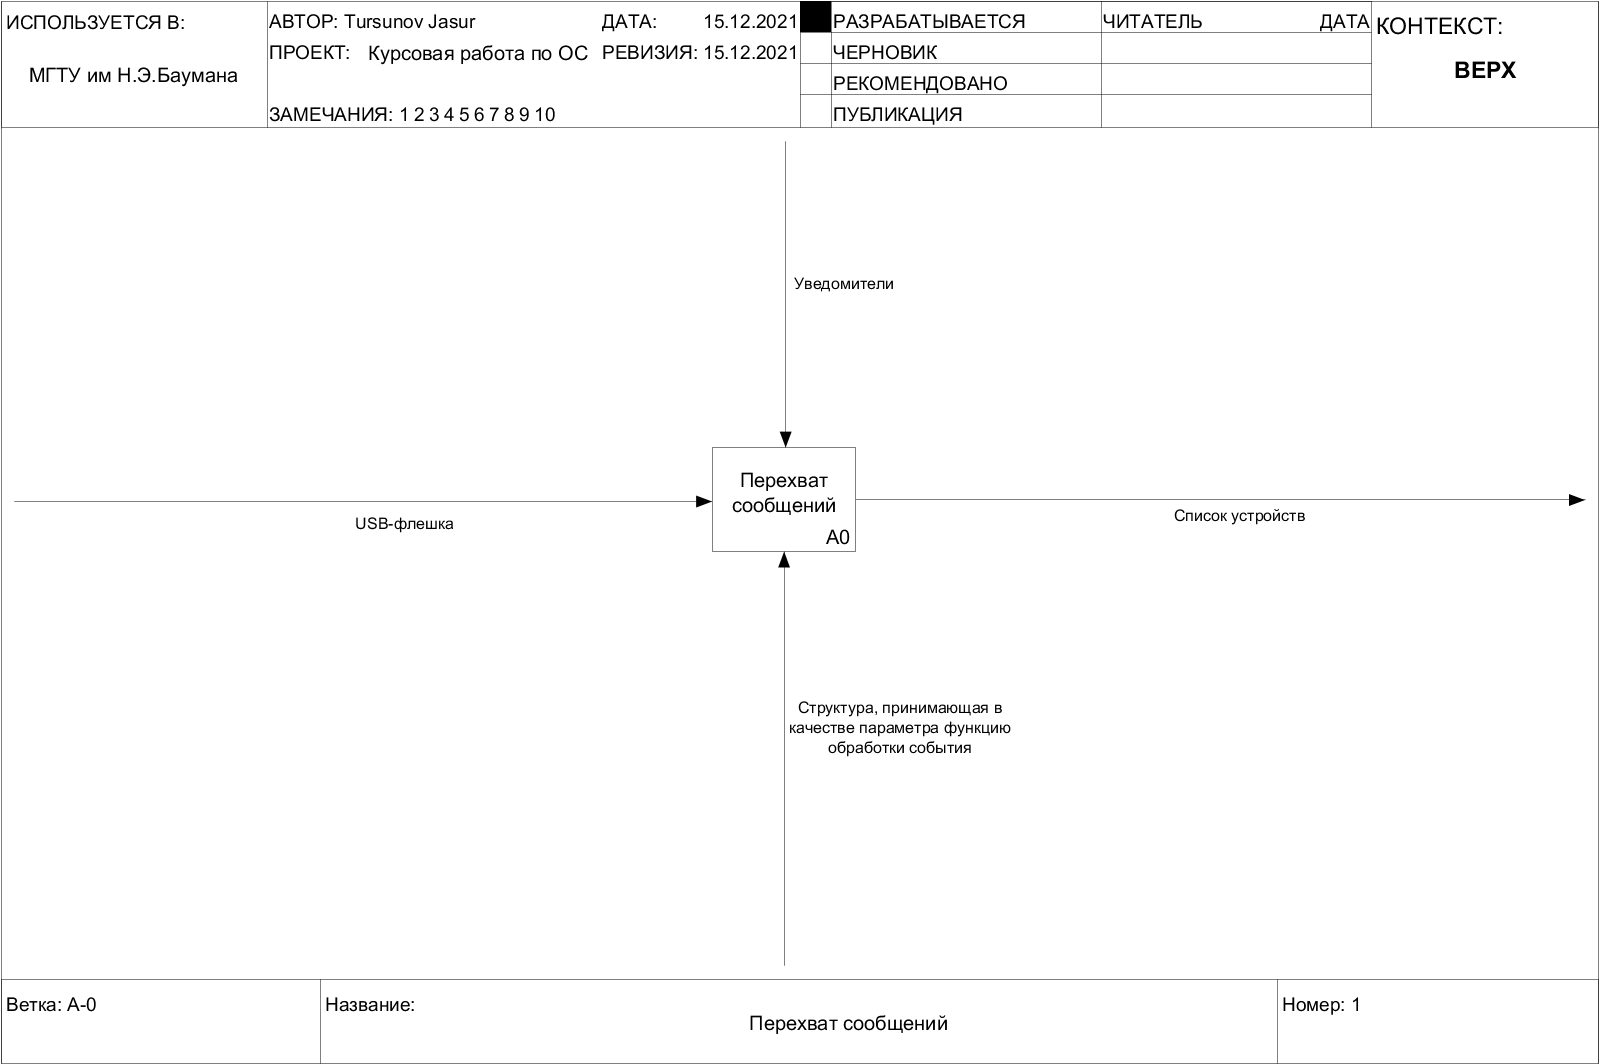 ИСПОЛЬЗУЕТСЯ В:
МГТУ им Н.Э.Баумана
АВТОР: Tursunov Jasur
ДАТА: 15.12.2021
ПРОЕКТ: Курсовая работа по ОС
РЕВИЗИЯ: 15.12.2021
ЗАМЕЧАНИЯ: 1 2 3 4 5 6 7 8 9 10
РАЗРАБАТЫВАЕТСЯ
ЧЕРНОВИК
РЕКОМЕНДОВАНО
ПУБЛИКАЦИЯ
ЧИТАТЕЛЬ
ДАТА
КОНТЕКСТ:
ВЕРХ
Уведомители
Перехват
сообщений
A0
USB-флешка
Список устройств
Структура, принимающая в
качестве параметра функцию
обработки события
Ветка: A-0
Название:
Перехват сообщений
Номер: 1